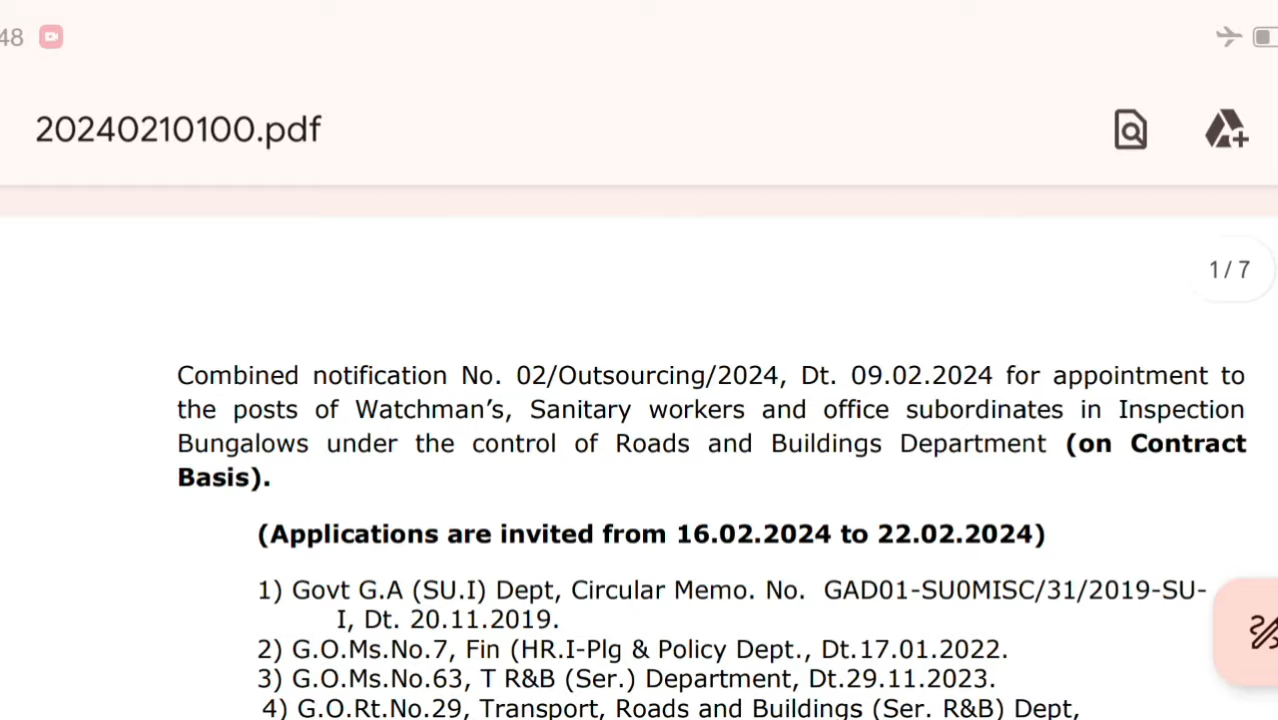 48
20240210100.pdf
1 / 7
Combined notification No. 02/Outsourcing/2024, Dt. 09.02.2024 for appointment to
the posts of Watchman’s, Sanitary workers and office subordinates in Inspection
Bungalows under the control of Roads and Buildings Department (on Contract
Basis).
(Applications are invited from 16.02.2024 to 22.02.2024)
1) Govt G.A (SU.I) Dept, Circular Memo. No. GAD01-SU0MISC/31/2019-SU-
I, Dt. 20.11.2019.
2) G.O.Ms.No.7, Fin (HR.I-Plg & Policy Dept., Dt.17.01.2022.
3) G.O.Ms.No.63, T R&B (Ser.) Department, Dt.29.11.2023.
4) G.O.Rt.No.29, Transport, Roads and Buildings (Ser. R&B) Dept,